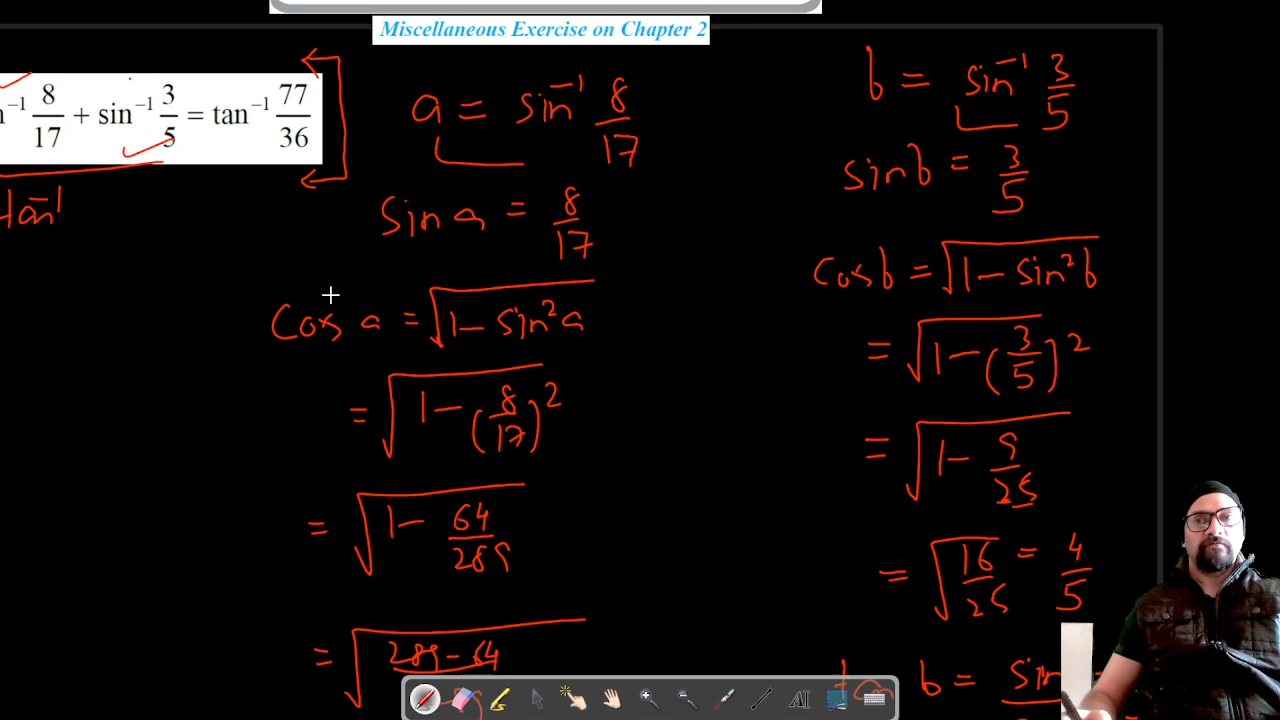 Miscellaneous Exercise on Chapter 2
n⁻¹ 8/17 + sin⁻¹ 3/5 = tan⁻¹ 77/36
tan⁻¹
a = sin⁻¹ 8/17
sin a = 8/17
Cos a = √(1 - sin²a)
= √(1 - (8/17)²)
= √(1 - 64/289)
= √(289 - 64
b = sin⁻¹ 3/5
sin b = 3/5
Cos b = √(1 - sin²b)
= √(1 - (3/5)²)
= √(1 - 9/25)
= √(16/25) = 4/5
b = sin
AI